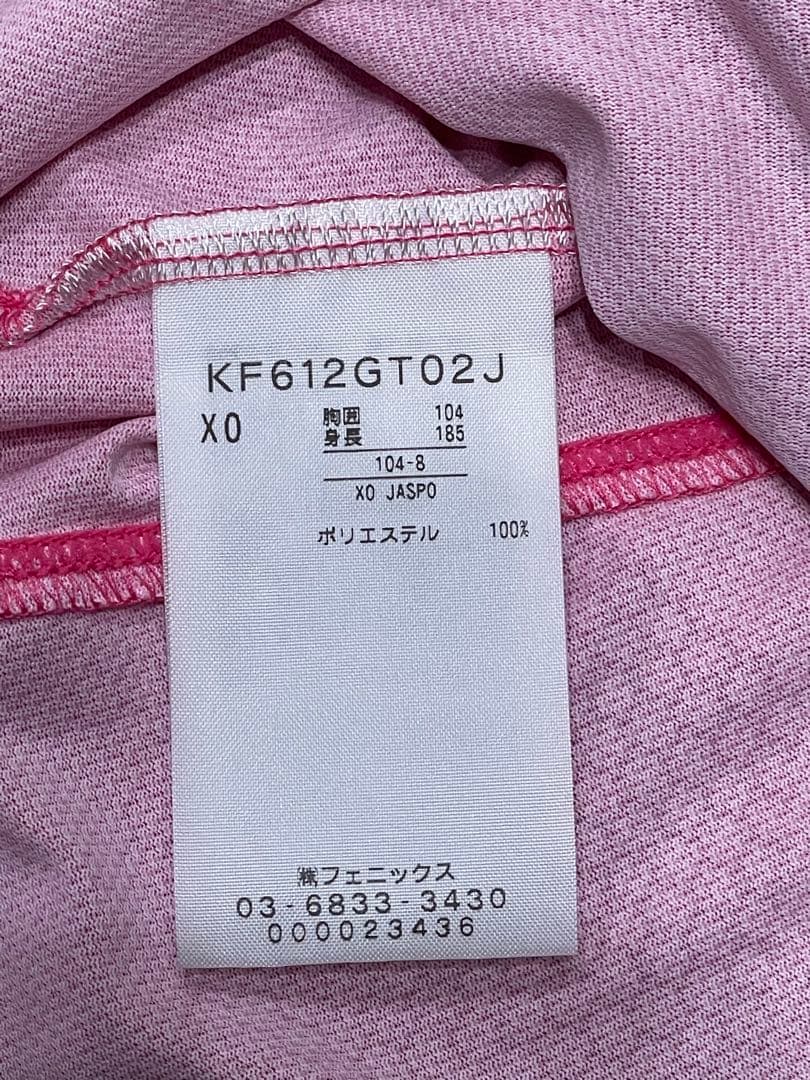 KF612GT02J
XO 胸囲 104
身長 185
104-8
XO JASPO
ポリエステル 100%
㈱フェニックス
03-6833-3430
000023436